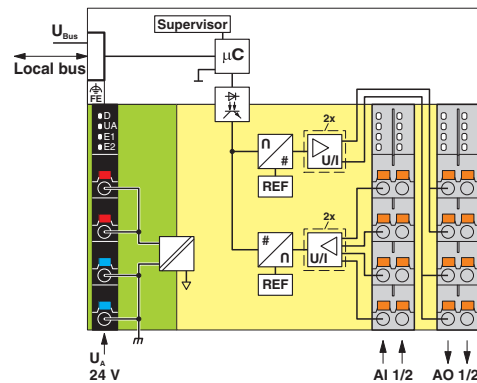 Supervisor
UBus
µC
Local bus
FE
D
UA
E1
E2
2x
∩
#
U/I
REF
2x
#
∩
U/I
REF
UA
24 V
AI 1/2
AO 1/2